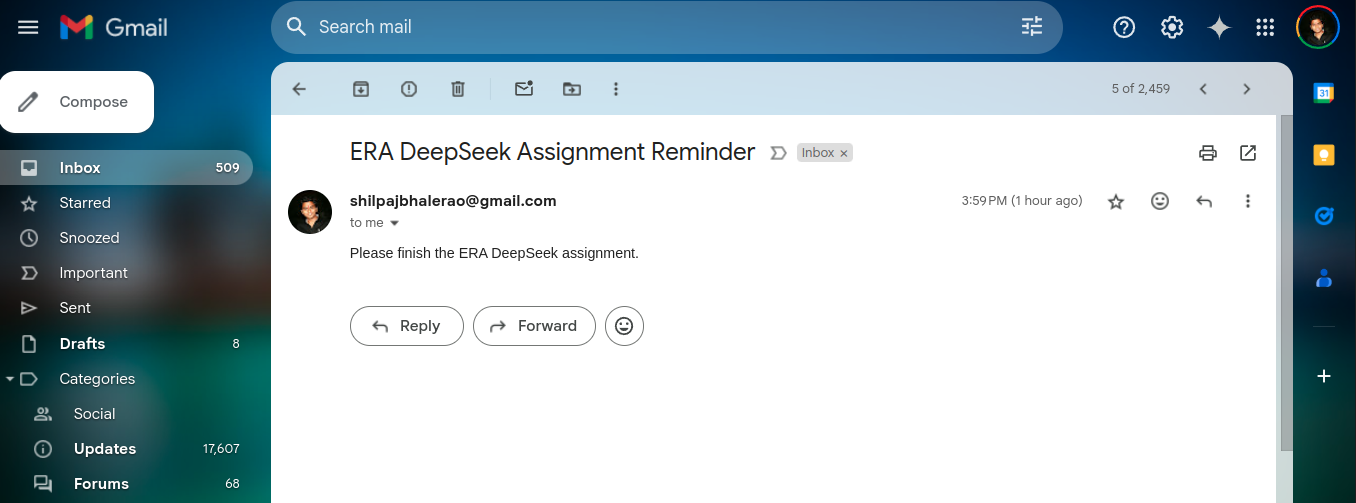 Gmail
Search mail
Compose
5 of 2,459
31
Inbox 509
Starred
Snoozed
Important
Sent
Drafts 8
Categories
Social
Updates 17,607
Forums 68
ERA DeepSeek Assignment Reminder
Inbox ×
shilpajbhalerao@gmail.com
3:59 PM (1 hour ago)
to me
Please finish the ERA DeepSeek assignment.
Reply
Forward